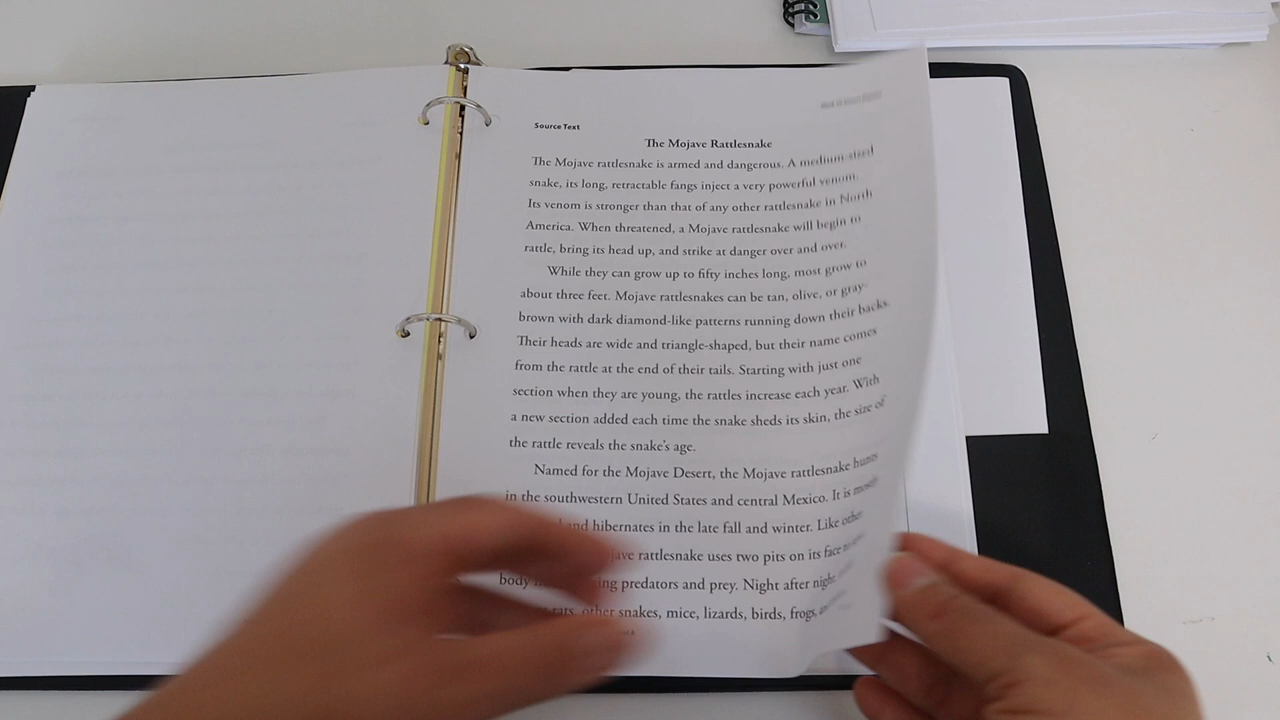 Source Text
The Mojave Rattlesnake
The Mojave rattlesnake is armed and dangerous. A medium-sized
snake, its long, retractable fangs inject a very powerful venom.
Its venom is stronger than that of any other rattlesnake in North
America. When threatened, a Mojave rattlesnake will begin to
rattle, bring its head up, and strike at danger over and over.
While they can grow up to fifty inches long, most grow to
about three feet. Mojave rattlesnakes can be tan, olive, or gray-
brown with dark diamond-like patterns running down their backs.
Their heads are wide and triangle-shaped, but their name comes
from the rattle at the end of their tails. Starting with just one
section when they are young, the rattles increase each year. With
a new section added each time the snake sheds its skin, the size of
the rattle reveals the snake's age.
Named for the Mojave Desert, the Mojave rattlesnake hunts
in the southwestern United States and central Mexico. It is mostly
and hibernates in the late fall and winter. Like other
rattlesnake uses two pits on its face to
body predators and prey. Night after night,
rats, other snakes, mice, lizards, birds, frogs,